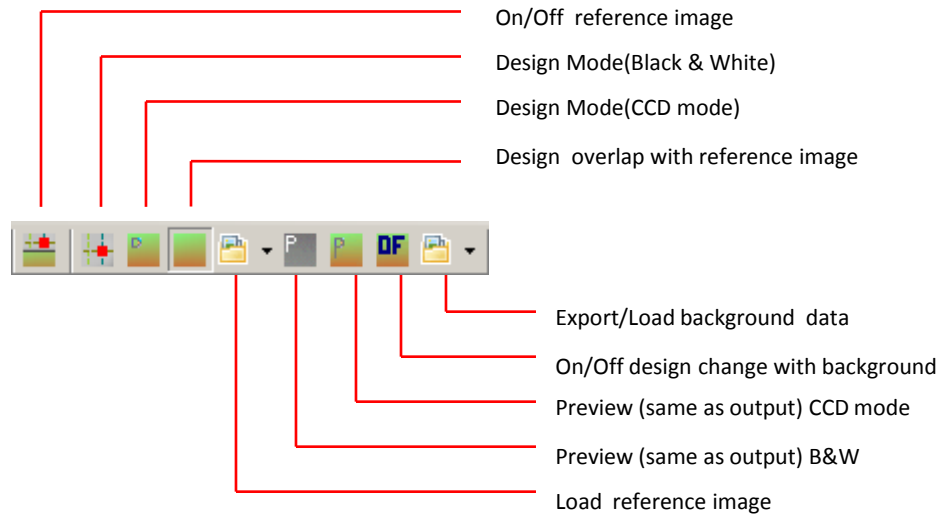 On/Off reference image
Design Mode(Black & White)
Design Mode(CCD mode)
Design overlap with reference image
D P P DF
Export/Load background data
On/Off design change with background
Preview (same as output) CCD mode
Preview (same as output) B&W
Load reference image